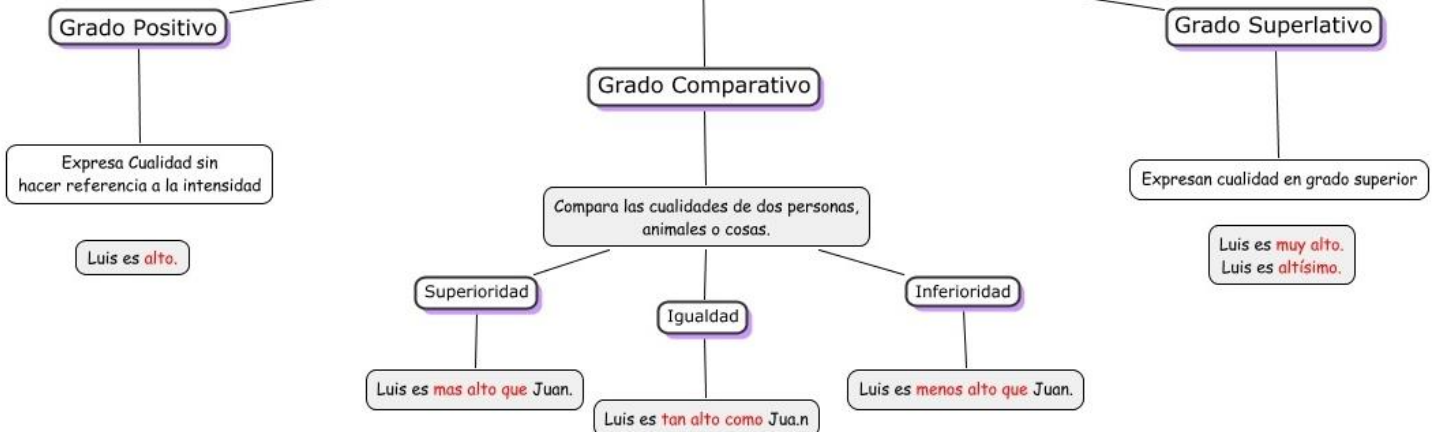 Grado Positivo
Expresa Cualidad sin
hacer referencia a la intensidad
Luis es alto.
Grado Comparativo
Compara las cualidades de dos personas,
animales o cosas.
Superioridad
Luis es mas alto que Juan.
Igualdad
Luis es tan alto como Jua.n
Inferioridad
Luis es menos alto que Juan.
Grado Superlativo
Expresan cualidad en grado superior
Luis es muy alto.
Luis es altísimo.